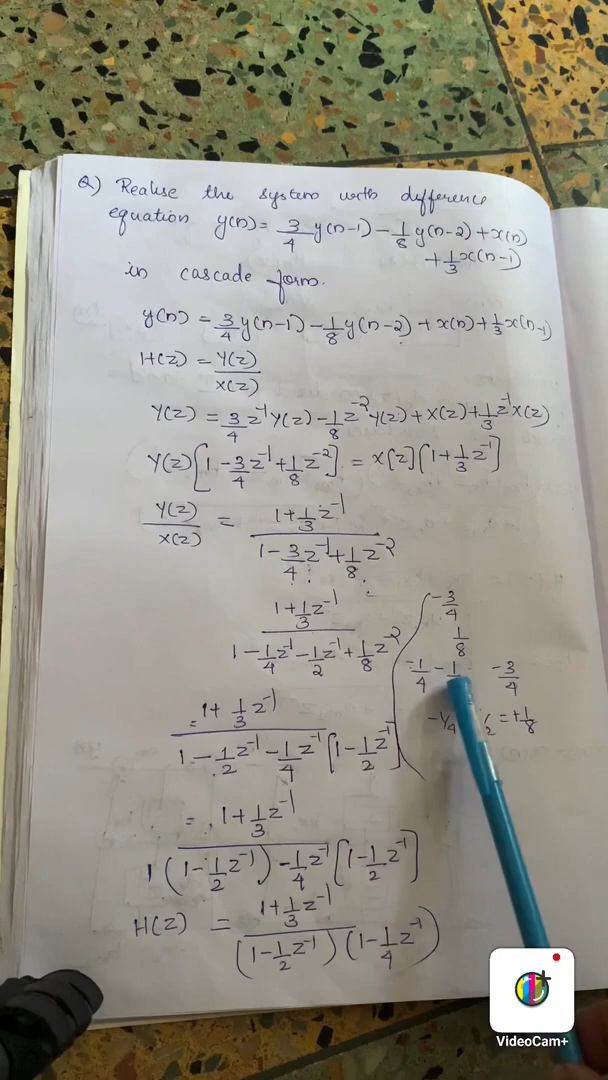 Q) Realise the system with difference
equation y(n) = 3/4 y(n-1) - 1/8 y(n-2) + x(n)
+ 1/3 x(n-1)
in cascade form.
y(n) = 3/4 y(n-1) - 1/8 y(n-2) + x(n) + 1/3 x(n-1)
H(z) = Y(z)/X(z)
Y(z) = 3/4 z⁻¹ Y(z) - 1/8 z⁻² Y(z) + X(z) + 1/3 z⁻¹ X(z)
Y(z) [1 - 3/4 z⁻¹ + 1/8 z⁻²] = X[z] [1 + 1/3 z⁻¹]
Y(z)/X(z) = 1 + 1/3 z⁻¹ / 1 - 3/4 z⁻¹ + 1/8 z⁻²
1 + 1/3 z⁻¹ / 1 - 1/4 z⁻¹ - 1/2 z⁻¹ + 1/8 z⁻²
-3/4
1/8
-1/4 - 1/ -3/4
-1/4 /2 = +1/8
= 1 + 1/3 z⁻¹ / 1 - 1/2 z⁻¹ - 1/4 z⁻¹ [1 - 1/2 z⁻¹]
= 1 + 1/3 z⁻¹ / 1 (1 - 1/2 z⁻¹) - 1/4 z⁻¹ [1 - 1/2 z⁻¹]
H(z) = 1 + 1/3 z⁻¹ / (1 - 1/2 z⁻¹) (1 - 1/4 z⁻¹)
VideoCam+